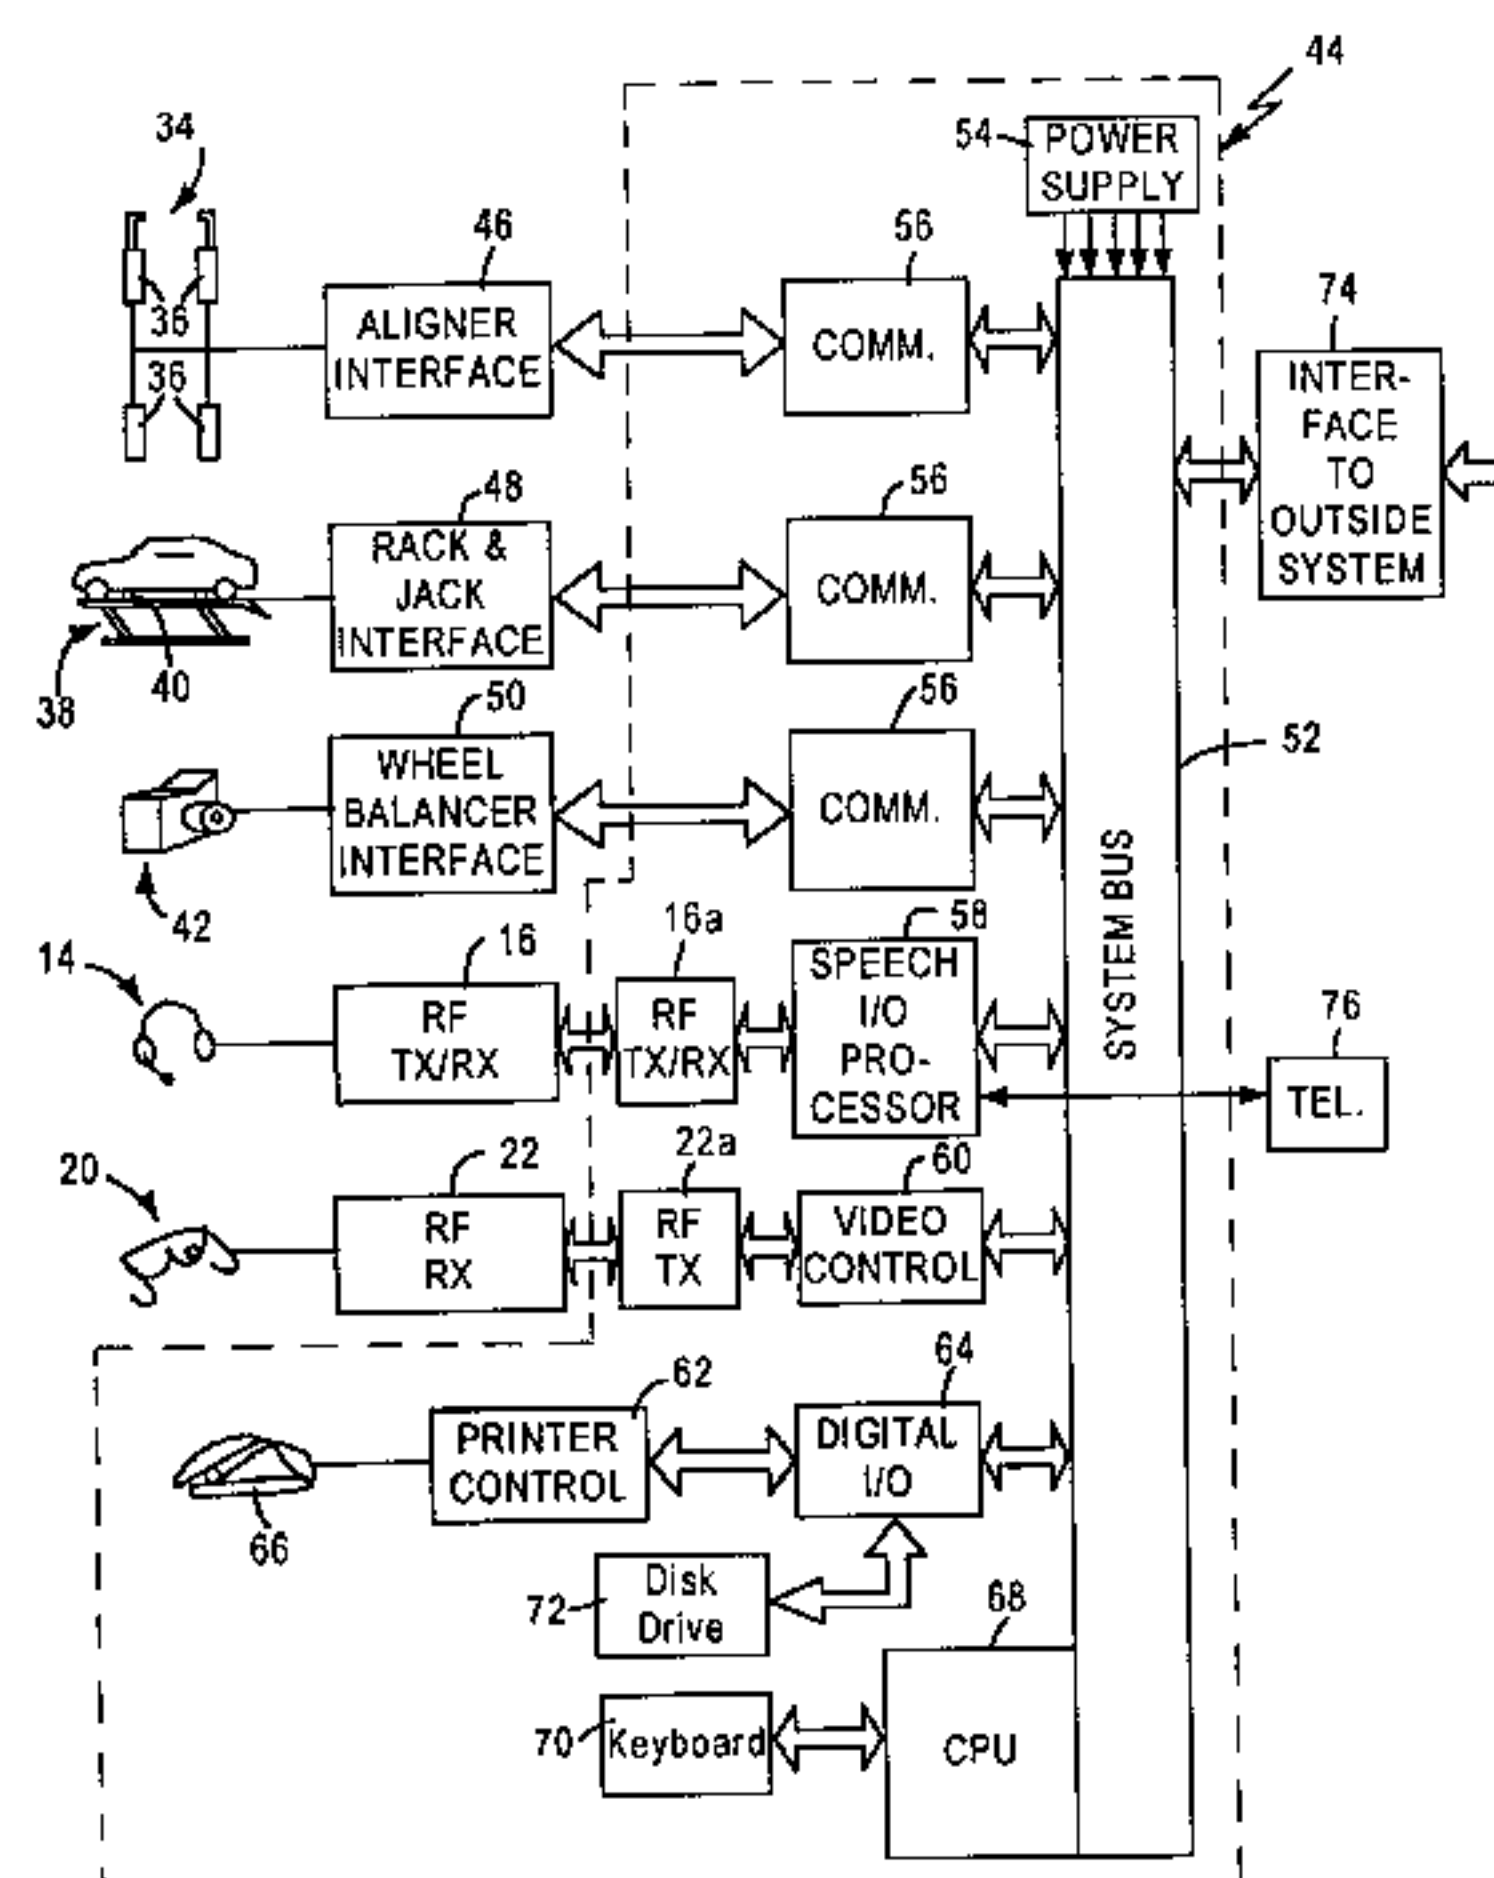 44
34
54
POWER
SUPPLY
46
56
36
ALIGNER
INTERFACE
COMM.
74
INTER-
FACE
TO
OUTSIDE
SYSTEM
36
48
56
RACK &
JACK
INTERFACE
COMM.
38
40
50
56
52
WHEEL
BALANCER
INTERFACE
COMM.
SYSTEM BUS
42
14
16
16a
58
RF
TX/RX
RF
TX/RX
SPEECH
I/O
PRO-
CESSOR
76
TEL.
20
22
22a
60
RF
RX
RF
TX
VIDEO
CONTROL
62
64
PRINTER
CONTROL
DIGITAL
I/O
66
72
Disk
Drive
68
70
Keyboard
CPU